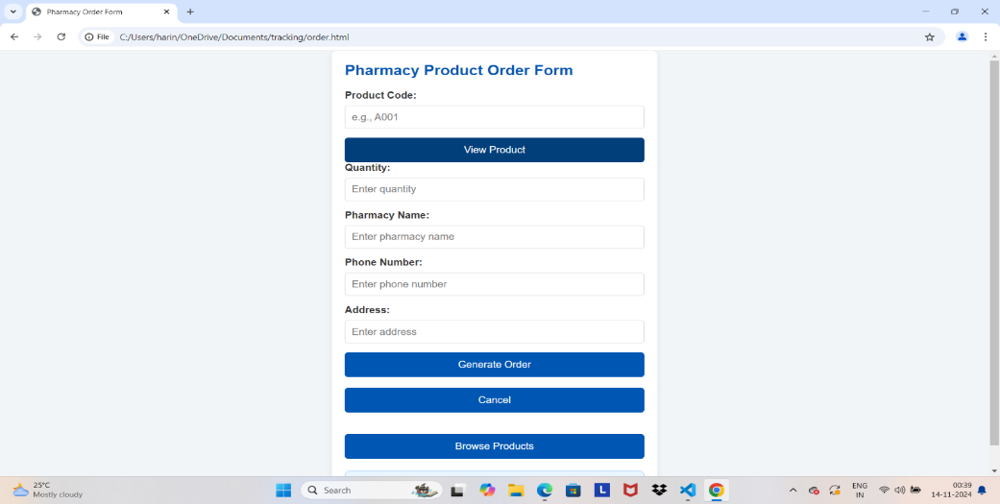 Pharmacy Order Form
File C:/Users/harin/OneDrive/Documents/tracking/order.html
Pharmacy Product Order Form
Product Code:
e.g., A001
View Product
Quantity:
Enter quantity
Pharmacy Name:
Enter pharmacy name
Phone Number:
Enter phone number
Address:
Enter address
Generate Order
Cancel
Browse Products
25°C
Mostly cloudy
Search
L
ENG
IN
00:39
14-11-2024